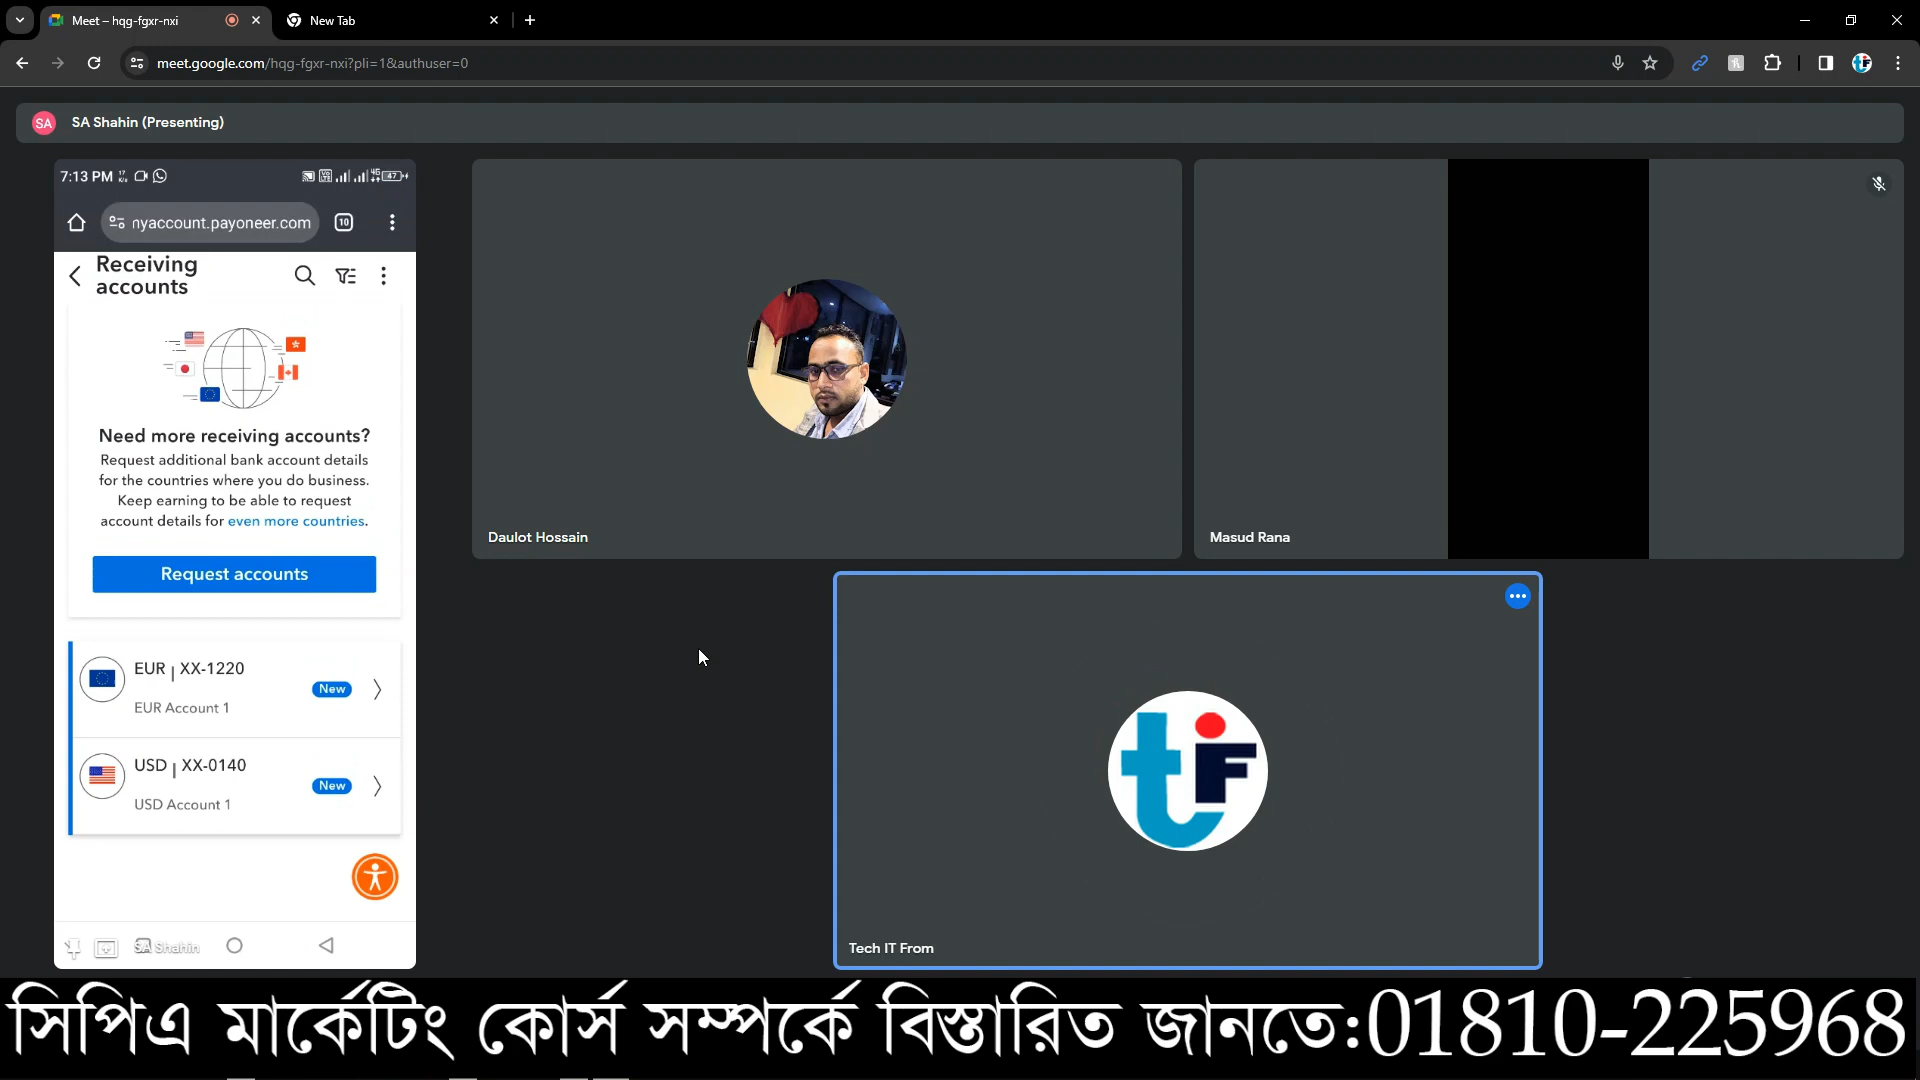 Meet – hqg-fgxr-nxi
New Tab
meet.google.com/hqg-fgxr-nxi?pli=1&authuser=0
SA
SA Shahin (Presenting)
7:13 PM
47
nyaccount.payoneer.com
10
Receiving
accounts
Need more receiving accounts?
Request additional bank account details
for the countries where you do business.
Keep earning to be able to request
account details for even more countries.
Request accounts
EUR | XX-1220
New
EUR Account 1
USD | XX-0140
New
USD Account 1
SA Shahin
Daulot Hossain
Masud Rana
tiF
Tech IT From
সিপিএ মার্কেটিং কোর্স সম্পর্কে বিস্তারিত জানতে:01810-225968